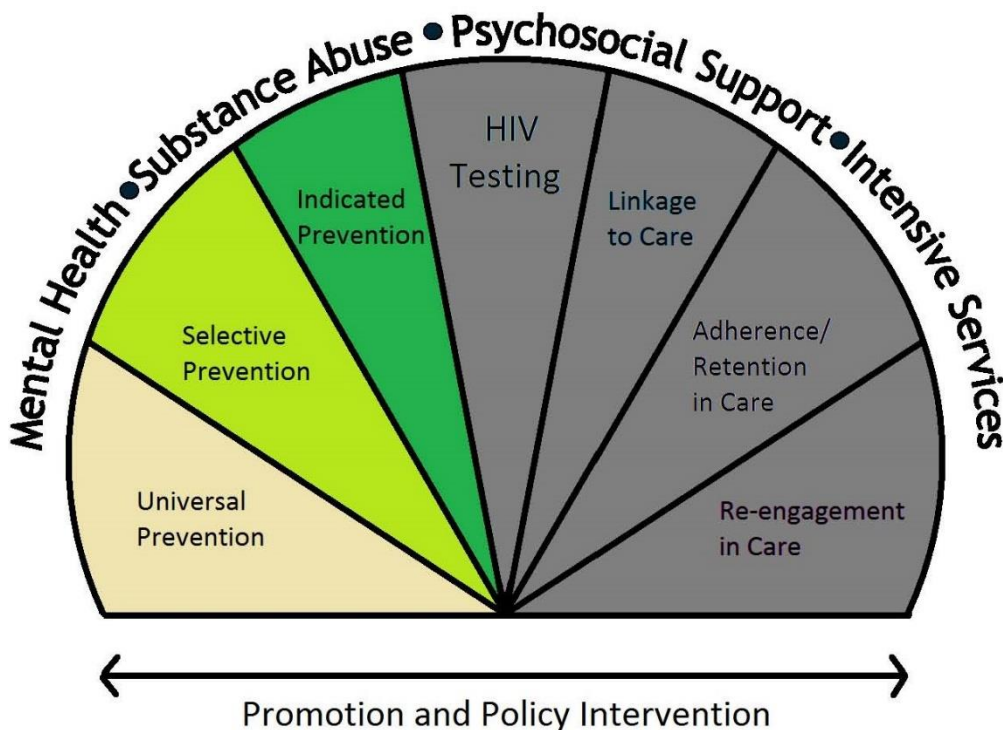 Mental Health • Substance Abuse • Psychosocial Support • Intensive Services
HIV
Testing
Indicated
Prevention
Linkage
to Care
Selective
Prevention
Adherence/
Retention
in Care
Universal
Prevention
Re-engagement
in Care
Promotion and Policy Intervention